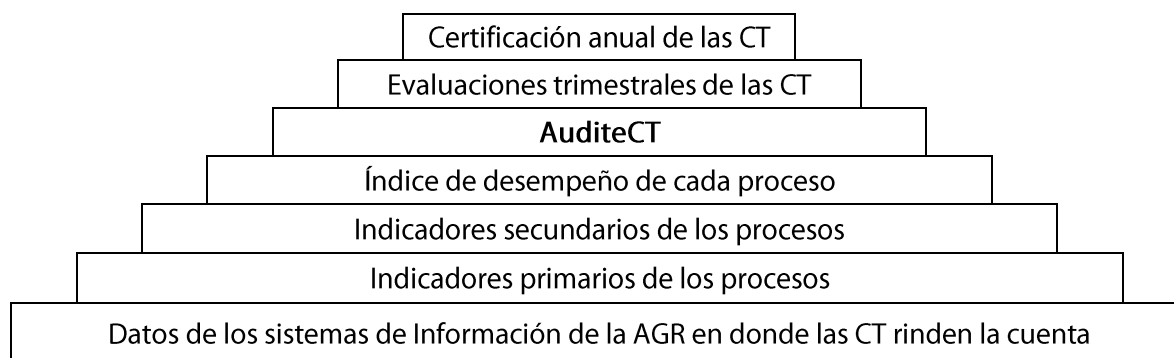 Certificación anual de las CT
Evaluaciones trimestrales de las CT
AuditeCT
Índice de desempeño de cada proceso
Indicadores secundarios de los procesos
Indicadores primarios de los procesos
Datos de los sistemas de Información de la AGR en donde las CT rinden la cuenta